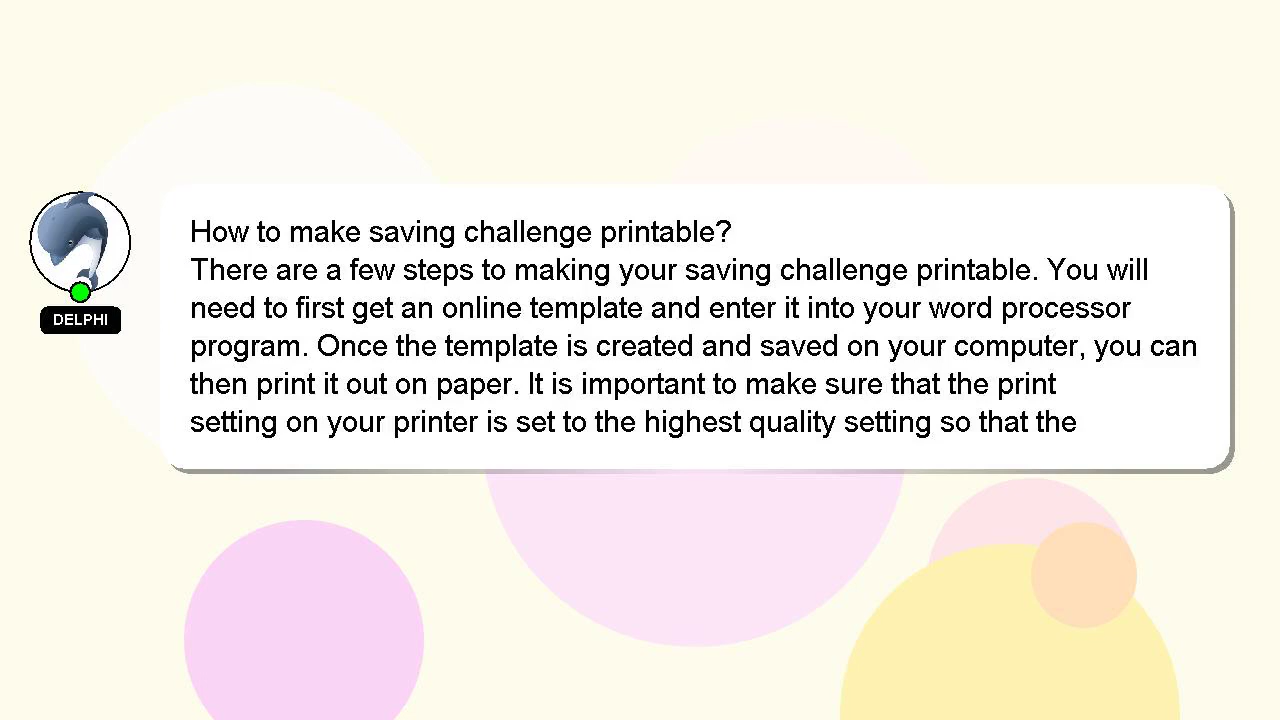 How to make saving challenge printable?
There are a few steps to making your saving challenge printable. You will
need to first get an online template and enter it into your word processor
program. Once the template is created and saved on your computer, you can
then print it out on paper. It is important to make sure that the print
setting on your printer is set to the highest quality setting so that the
DELPHI